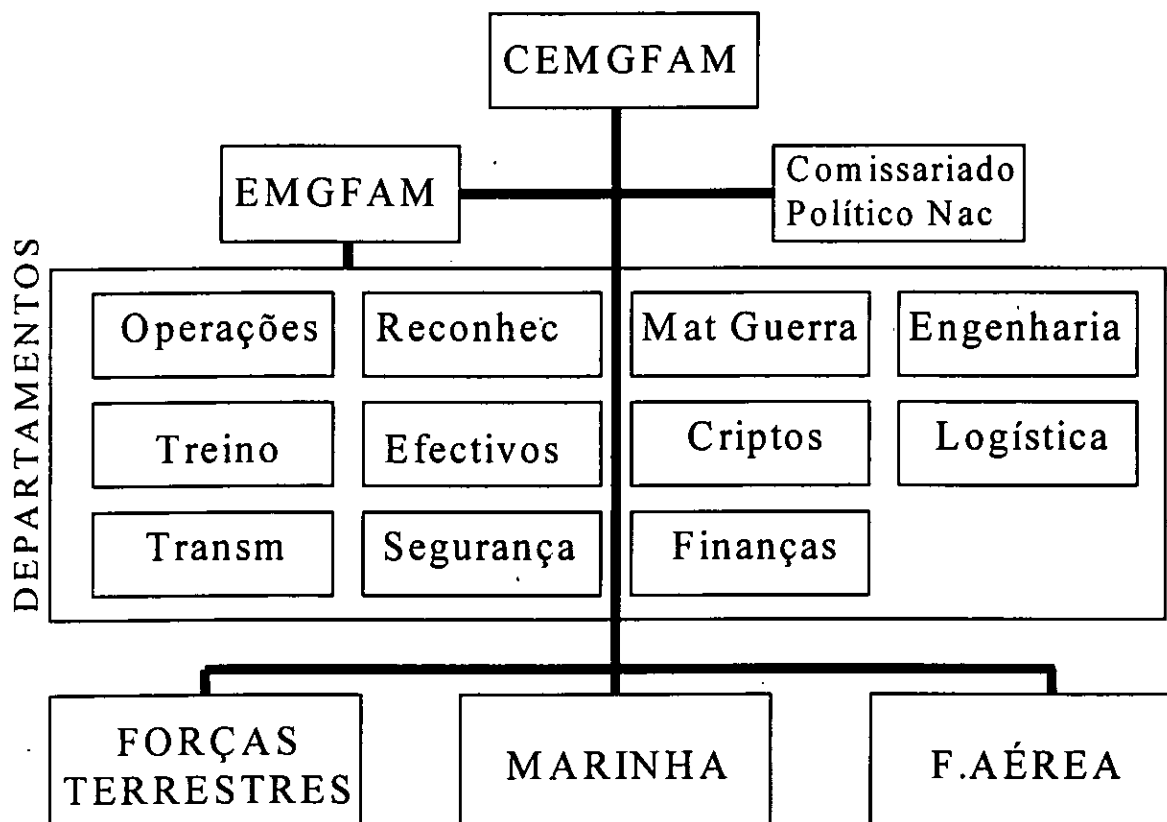 CEMGFAM
EMGFAM
Comissariado
Político Nac
DEPARTAMENTOS
Operações
Reconhec
Mat Guerra
Engenharia
Treino
Efectivos
Criptos
Logística
Transm
Segurança
Finanças
FORÇAS
TERRESTRES
MARINHA
F.AÉREA